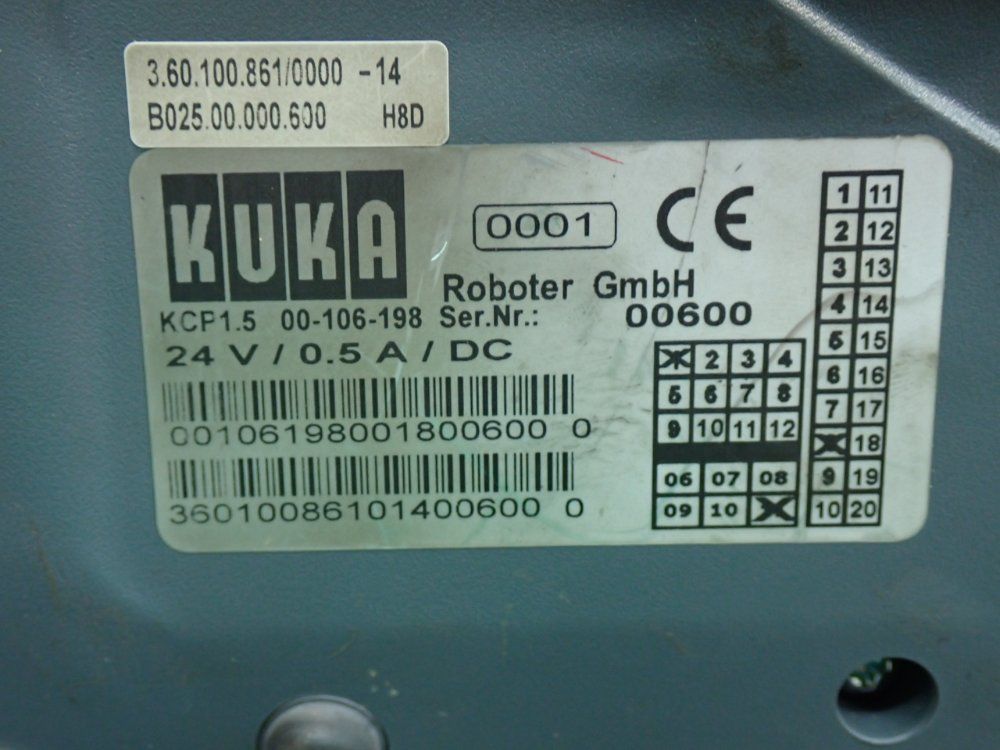 3.60.100.861/0000 -14
B025.00.000.600 H8D
KUKA
0001
CE
Roboter GmbH
KCP1.5 00-106-198 Ser.Nr.: 00600
24 V / 0.5 A / DC
00106198001800600 0
36010086101400600 0
2 3 4
5 6 7 8
9 10 11 12
06 07 08
09 10
1 11
2 12
3 13
4 14
5 15
6 16
7 17
18
9 19
10 20